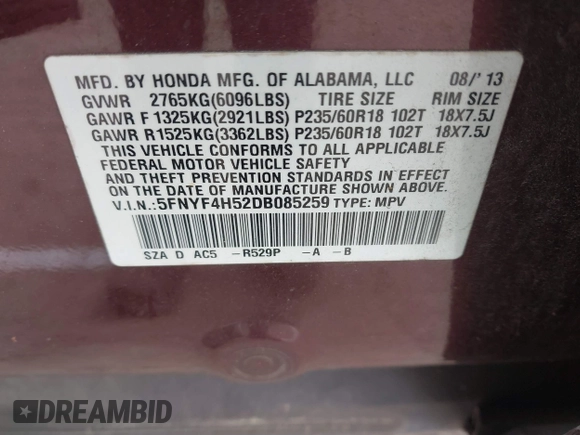 MFD. BY HONDA MFG. OF ALABAMA, LLC 08/' 13
GVWR 2765KG(6096LBS) TIRE SIZE RIM SIZE
GAWR F 1325KG(2921LBS) P235/60R18 102T 18X7.5J
GAWR R1525KG(3362LBS) P235/60R18 102T 18X7.5J
THIS VEHICLE CONFORMS TO ALL APPLICABLE
FEDERAL MOTOR VEHICLE SAFETY
AND THEFT PREVENTION STANDARDS IN EFFECT
ON THE DATE OF MANUFACTURE SHOWN ABOVE.
V.I.N.:5FNYF4H52DB085259 TYPE: MPV
SZA D AC5 -R529P -A -B
DREAMBID